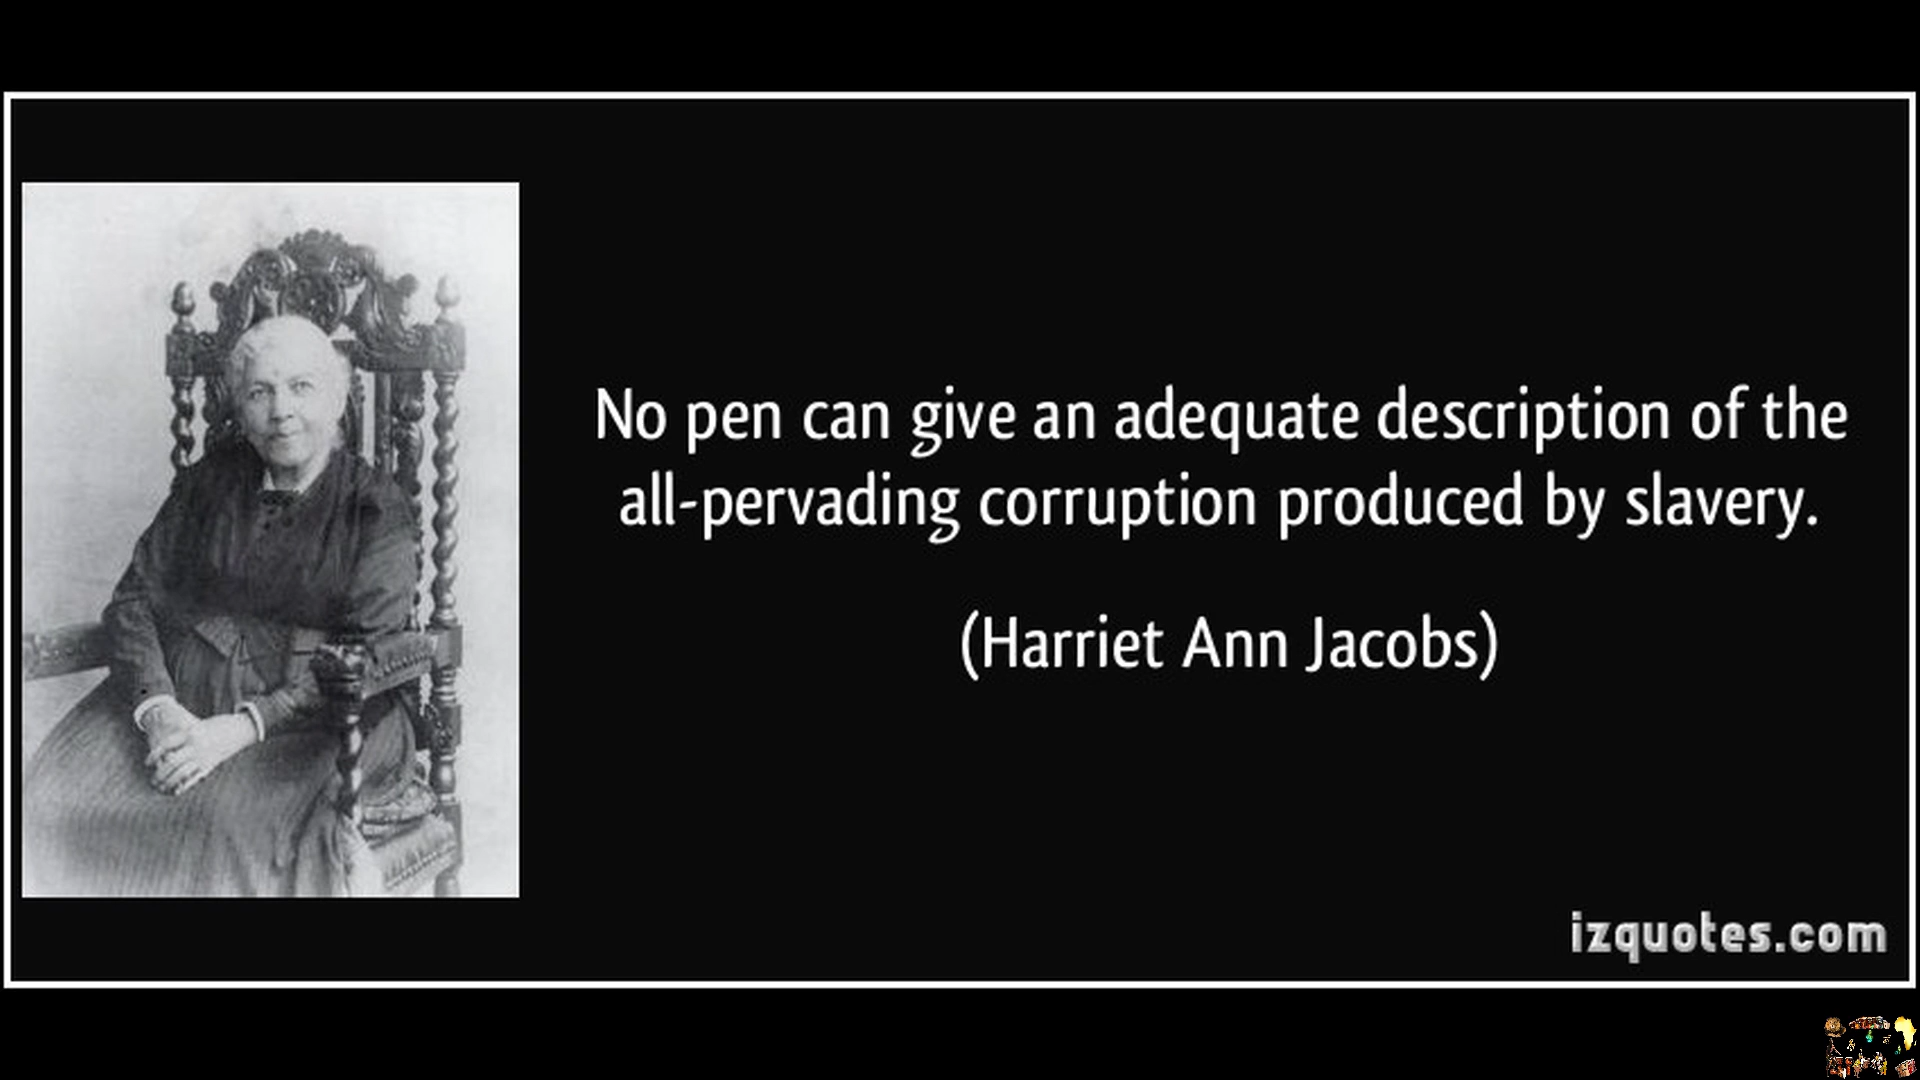 No pen can give an adequate description of the
all-pervading corruption produced by slavery.
(Harriet Ann Jacobs)
izquotes.com